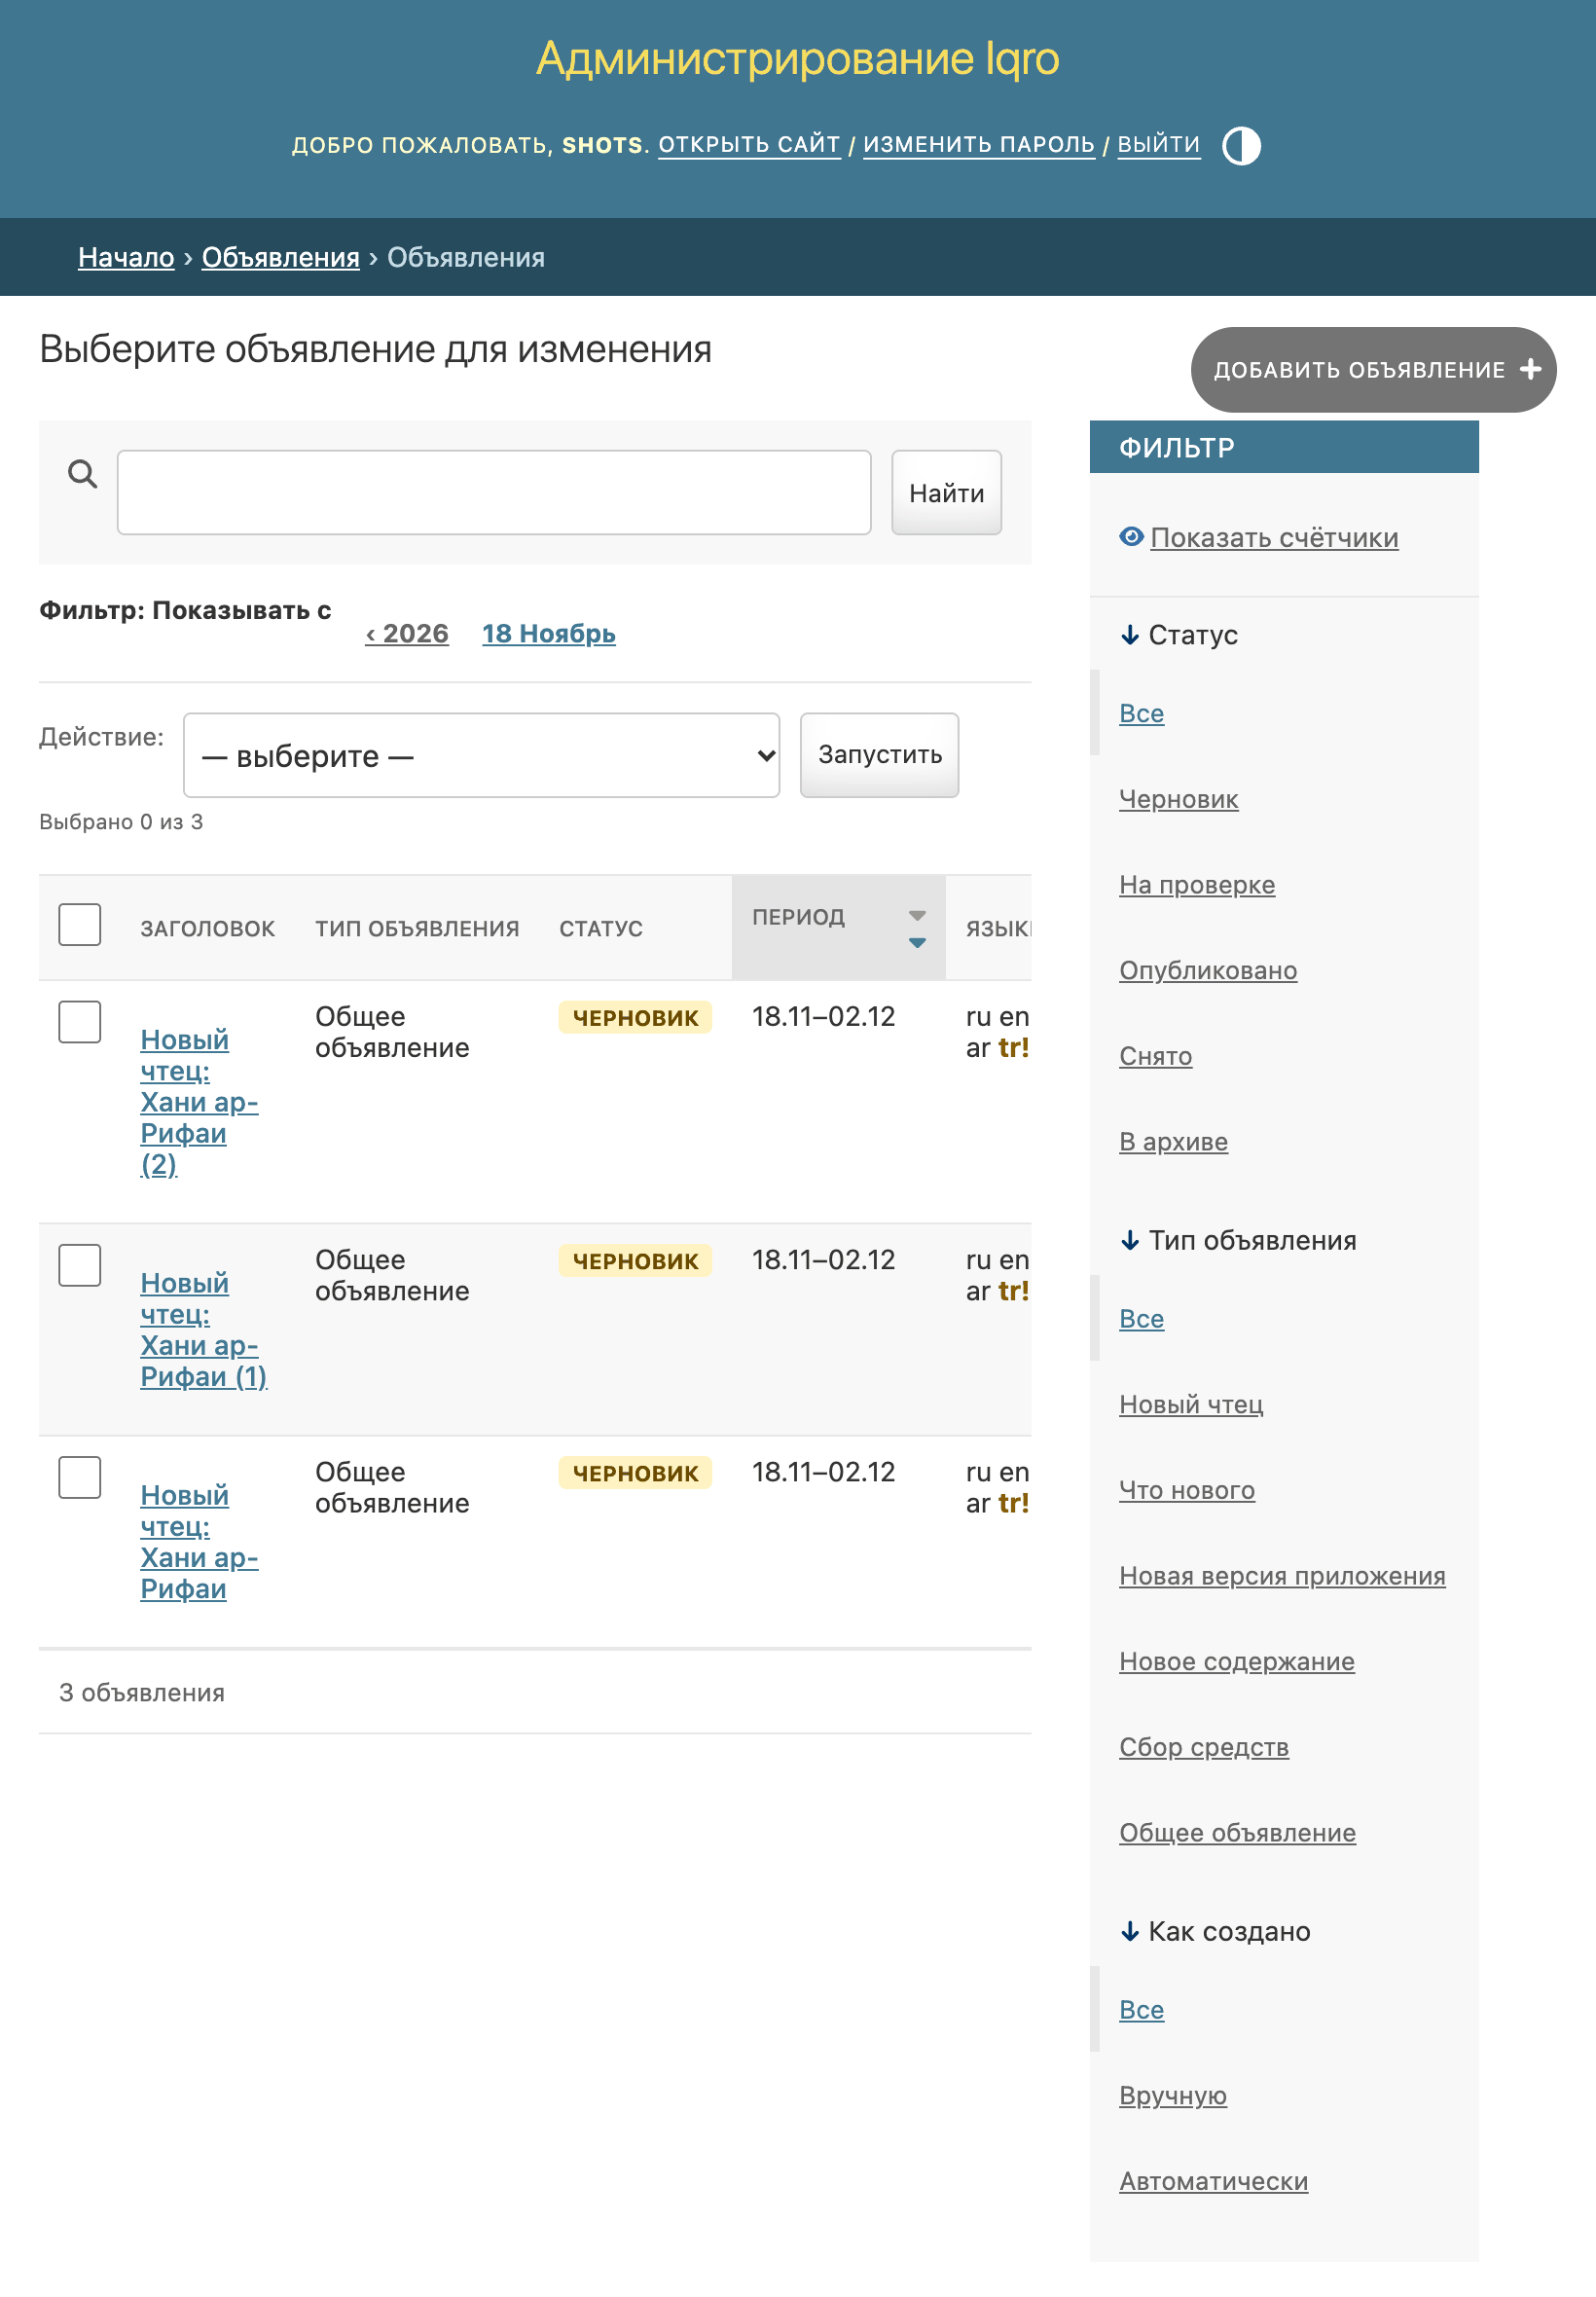 Администрирование Iqro
ДОБРО ПОЖАЛОВАТЬ, SHOTS. ОТКРЫТЬ САЙТ / ИЗМЕНИТЬ ПАРОЛЬ / ВЫЙТИ
Начало › Объявления › Объявления
Выберите объявление для изменения
ДОБАВИТЬ ОБЪЯВЛЕНИЕ +
Найти
Фильтр: Показывать с
‹ 2026 18 Ноябрь
Действие: — выберите — Запустить
Выбрано 0 из 3
ЗАГОЛОВОК ТИП ОБЪЯВЛЕНИЯ СТАТУС ПЕРИОД
Новый
чтец:
Хани ар-
Рифаи
(2)
Общее
объявление
ЧЕРНОВИК
18.11–02.12
ru en
ar tr!
Новый
чтец:
Хани ар-
Рифаи (1)
Общее
объявление
ЧЕРНОВИК
18.11–02.12
ru en
ar tr!
Новый
чтец:
Хани ар-
Рифаи
Общее
объявление
ЧЕРНОВИК
18.11–02.12
ru en
ar tr!
3 объявления
ФИЛЬТР
Показать счётчики
Статус
Все
Черновик
На проверке
Опубликовано
Снято
В архиве
Тип объявления
Все
Новый чтец
Что нового
Новая версия приложения
Новое содержание
Сбор средств
Общее объявление
Как создано
Все
Вручную
Автоматически